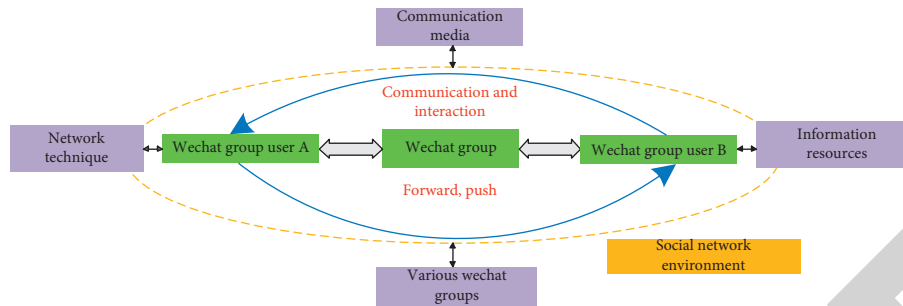 Communication
media
Communication and
interaction
Network
technique
Wechat group user A
Wechat group
Wechat group user B
Information
resources
Forward, push
Social network
environment
Various wechat
groups